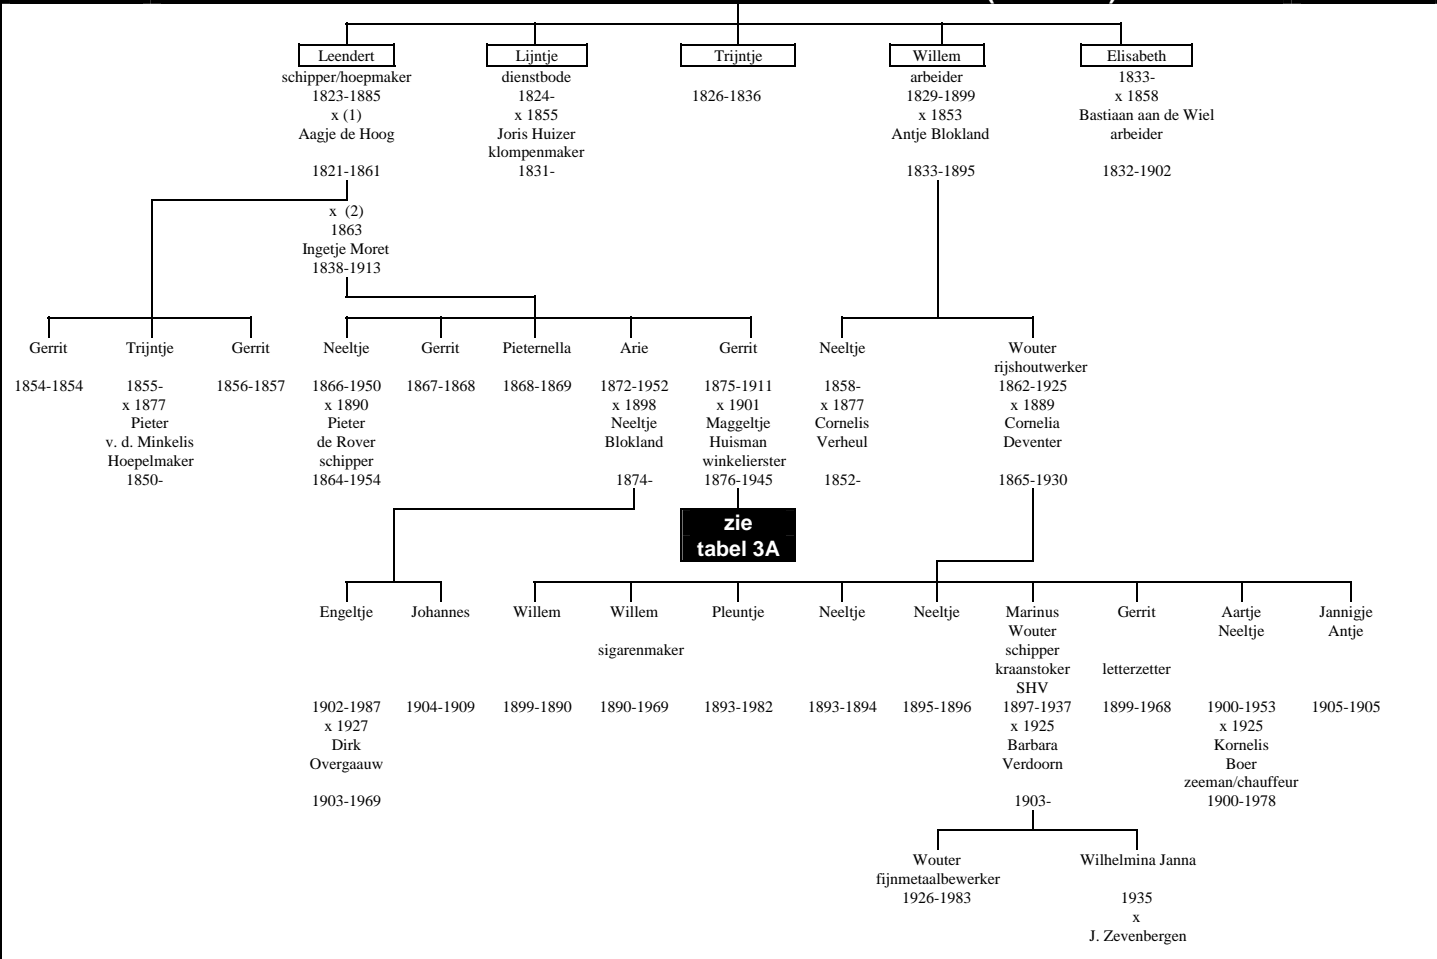 Leendert
schipper/hoepmaker
1823-1885
x (1)
Aagje de Hoog
1821-1861
x (2)
1863
Ingetje Moret
1838-1913
Lijntje
dienstbode
1824-
x 1855
Joris Huizer
klompenmaker
1831-
Trijntje
1826-1836
Willem
arbeider
1829-1899
x 1853
Antje Blokland
1833-1895
Elisabeth
1833-
x 1858
Bastiaan aan de Wiel
arbeider
1832-1902
Gerrit
1854-1854
Trijntje
1855-
x 1877
Pieter
v. d. Minkelis
Hoepelmaker
1850-
Gerrit
1856-1857
Neeltje
1866-1950
x 1890
Pieter
de Rover
schipper
1864-1954
Gerrit
1867-1868
Pieternella
1868-1869
Arie
1872-1952
x 1898
Neeltje
Blokland
1874-
Gerrit
1875-1911
x 1901
Maggeltje
Huisman
winkelierster
1876-1945
zie
tabel 3A
Neeltje
1858-
x 1877
Cornelis
Verheul
1852-
Wouter
rijshoutwerker
1862-1925
x 1889
Cornelia
Deventer
1865-1930
Engeltje
1902-1987
x 1927
Dirk
Overgaauw
1903-1969
Johannes
1904-1909
Willem
1899-1890
Willem
sigarenmaker
1890-1969
Pleuntje
1893-1982
Neeltje
1893-1894
Neeltje
1895-1896
Marinus
Wouter
schipper
kraanstoker
SHV
1897-1937
x 1925
Barbara
Verdoorn
1903-
Gerrit
letterzetter
1899-1968
Aartje
Neeltje
1900-1953
x 1925
Kornelis
Boer
zeeman/chauffeur
1900-1978
Jannigje
Antje
1905-1905
Wouter
fijnmetaalbewerker
1926-1983
Wilhelmina Janna
1935
x
J. Zevenbergen